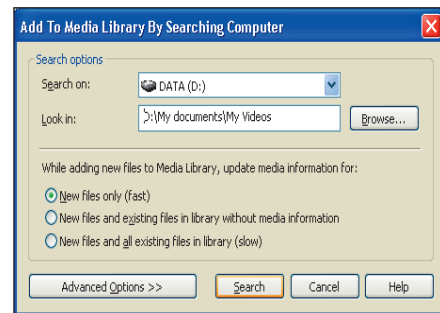 Add To Media Library By Searching Computer
Search options
Search on: DATA (D:)
Look in: D:\My documents\My Videos Browse...
While adding new files to Media Library, update media information for:
New files only (fast)
New files and existing files in library without media information
New files and all existing files in library (slow)
Advanced Options >> Search Cancel Help